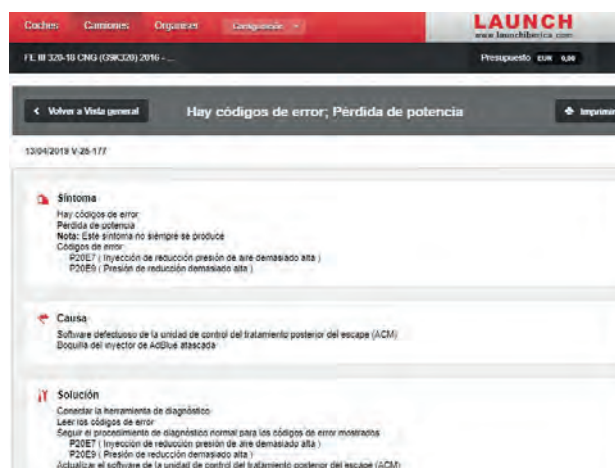 Coches Camiones Organises Configuración
LAUNCH
www.launchiberica.com
FE III 320-18 CNG (G9K320) 2016 - ...
Presupuesto EUR 0,00
Volver a Vista general
Hay códigos de error; Pérdida de potencia
Imprimir
13/04/2019 V-26-177
Síntoma
Hay códigos de error
Pérdida de potencia
Nota: Este síntoma no siempre se produce
Códigos de error
P20E7 ( Inyección de reducción presión de aire demasiado alta )
P20E9 ( Presión de reducción demasiado alta )
Causa
Software defectuoso de la unidad de control del tratamiento posterior del escape (ACM)
Boquilla del inyector de AdBlue atascada
Solución
Conectar la herramienta de diagnóstico
Leer los códigos de error
Seguir el procedimiento de diagnóstico normal para los códigos de error mostrados
P20E7 ( Inyección de reducción presión de aire demasiado alta )
P20E9 ( Presión de reducción demasiado alta )
Actualizar el software de la unidad de control del tratamiento posterior del escape (ACM)